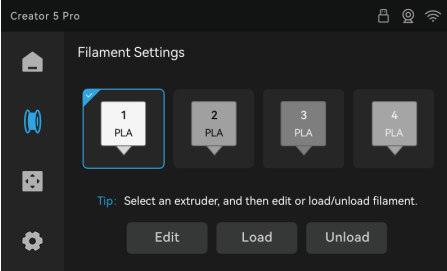 Creator 5 Pro
Filament Settings
1 2 3 4
PLA PLA PLA PLA
Tip: Select an extruder, and then edit or load/unload filament.
Edit Load Unload